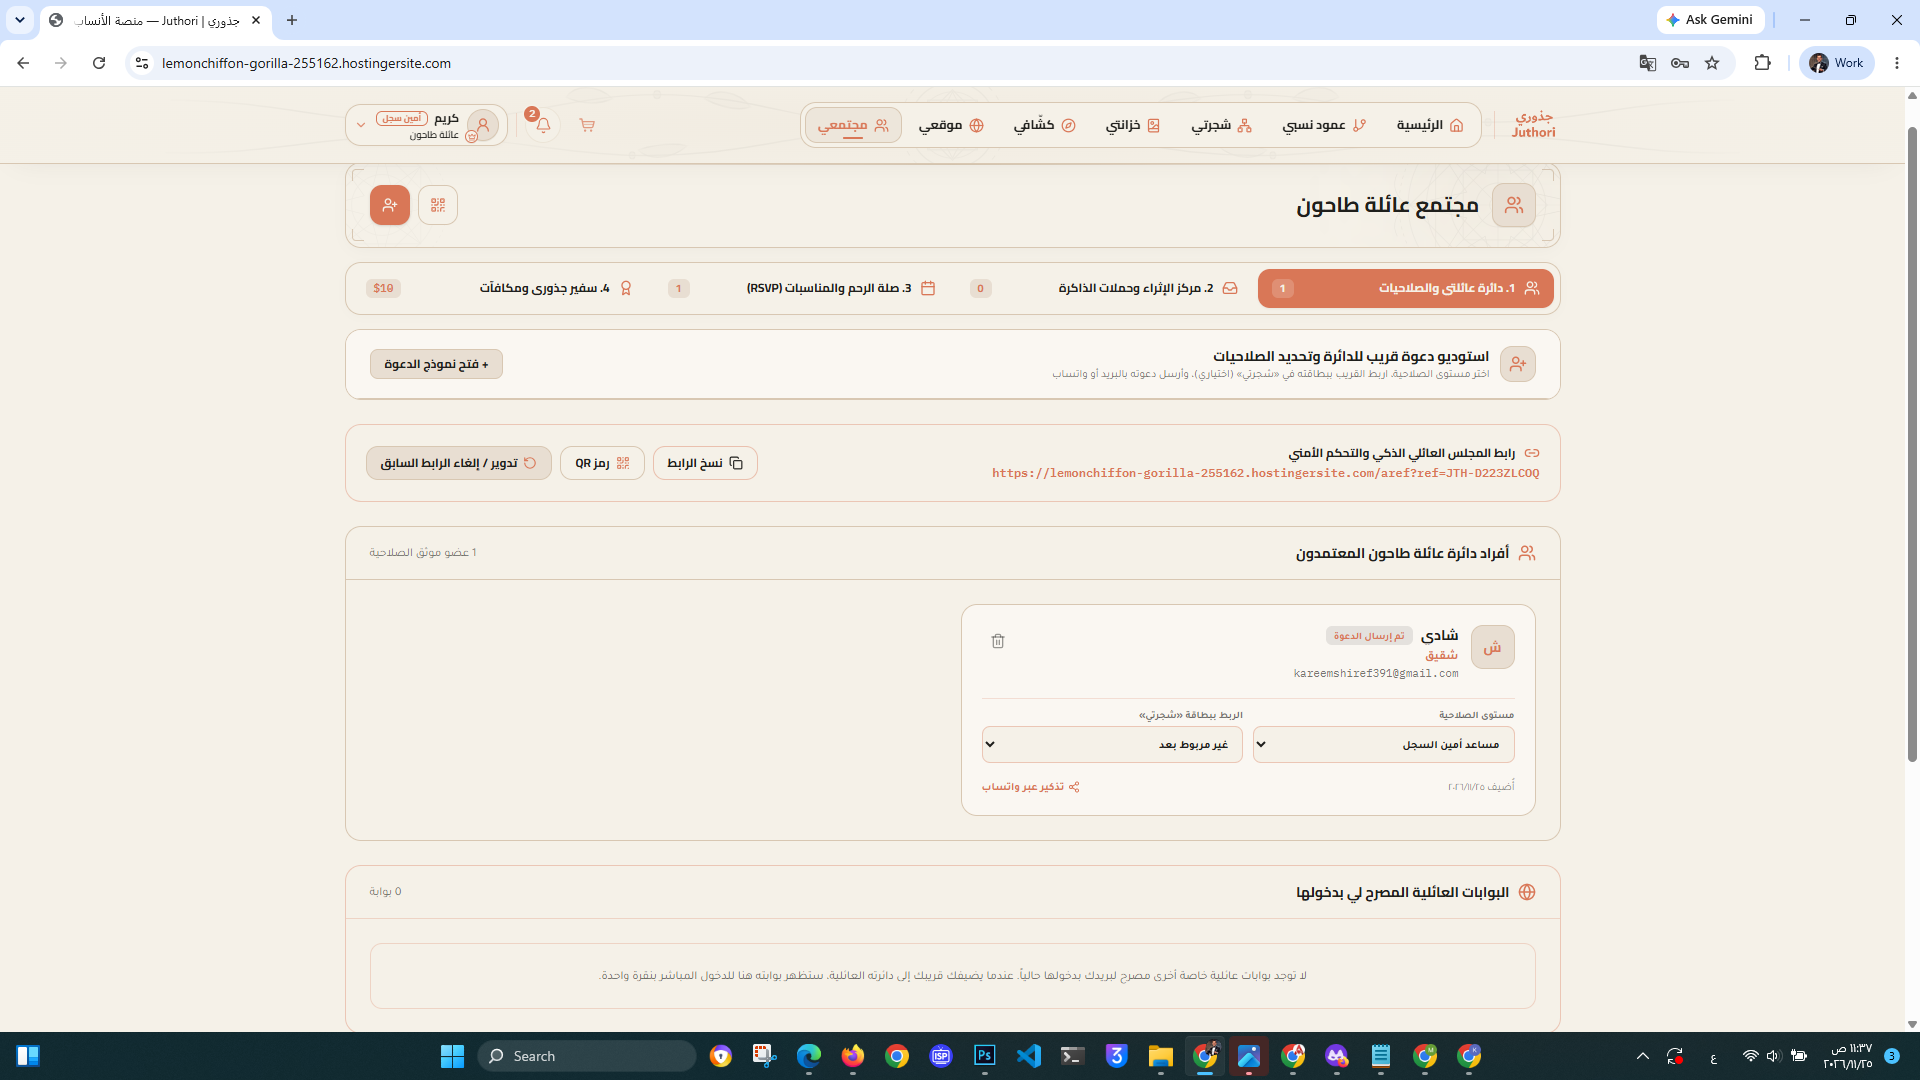 جذوري | Juthori — منصة الأنساب
Ask Gemini
lemonchiffon-gorilla-255162.hostingersite.com
Work
جذوري
Juthori
الرئيسية
عمود نسبي
شجرتي
خزانتي
كشّافي
موقعي
مجتمعي
2
كريم
أمين سجل
عائلة طاحون
مجتمع عائلة طاحون
1. دائرة عائلتي والصلاحيات
1
2. مركز الإثراء وحملات الذاكرة
0
3. صلة الرحم والمناسبات (RSVP)
1
4. سفير جذوري ومكافآت
$10
استوديو دعوة قريب للدائرة وتحديد الصلاحيات
اختر مستوى الصلاحية، اربط القريب ببطاقته في «شجرتي» (اختياري)، وأرسل دعوته بالبريد أو واتساب
+ فتح نموذج الدعوة
رابط المجلس العائلي الذكي والتحكم الأمني
https://lemonchiffon-gorilla-255162.hostingersite.com/aref?ref=JTH-D223ZLCOQ
نسخ الرابط
رمز QR
تدوير / إلغاء الرابط السابق
أفراد دائرة عائلة طاحون المعتمدون
1 عضو موثق الصلاحية
ش
شادي
تم إرسال الدعوة
شقيق
kareemshiref391@gmail.com
مستوى الصلاحية
الربط ببطاقة «شجرتي»
مساعد أمين السجل
غير مربوط بعد
أضيف ٢٠٢٦/١١/٢٥
تذكير عبر واتساب
البوابات العائلية المصرح لي بدخولها
0 بوابة
لا توجد بوابات عائلية خاصة أخرى مصرح لبريدك بدخولها حالياً. عندما يضيفك قريبك إلى دائرته العائلية، ستظهر بوابته هنا للدخول المباشر بنقرة واحدة.
Search
ISP
Ps
3
ع
١١:٣٧ ص
٢٠٢٦/١١/٢٥
3